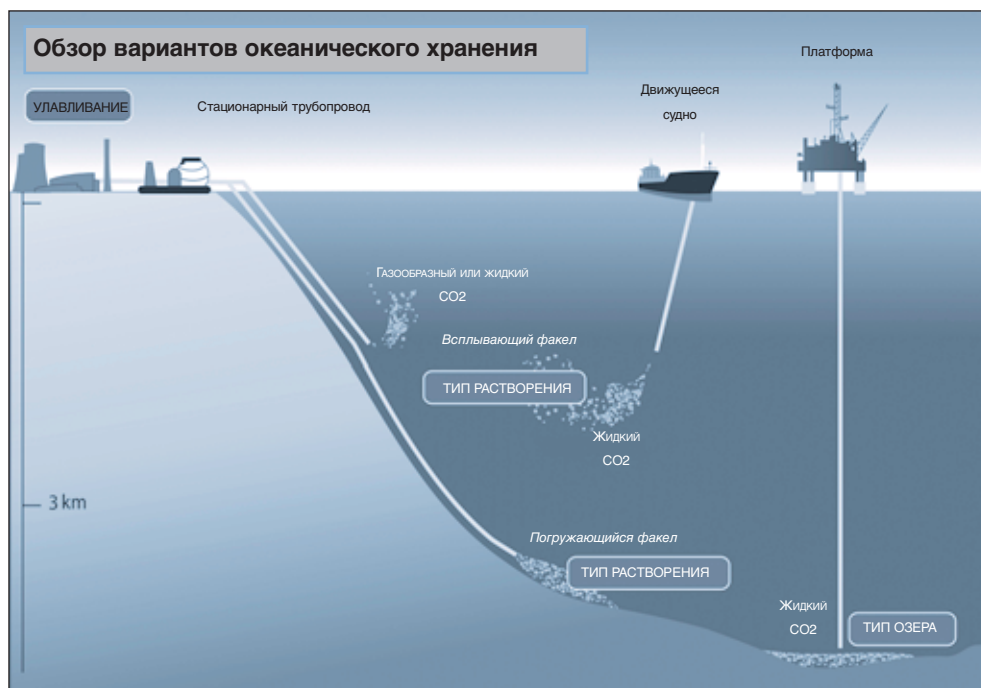 Обзор вариантов океанического хранения
Платформа
Движущееся
судно
УЛАВЛИВАНИЕ
Стационарный трубопровод
Газообразный или жидкий
CO2
Всплывающий факел
ТИП РАСТВОРЕНИЯ
Жидкий
CO2
3 km
Погружающийся факел
ТИП РАСТВОРЕНИЯ
Жидкий
CO2
ТИП ОЗЕРА